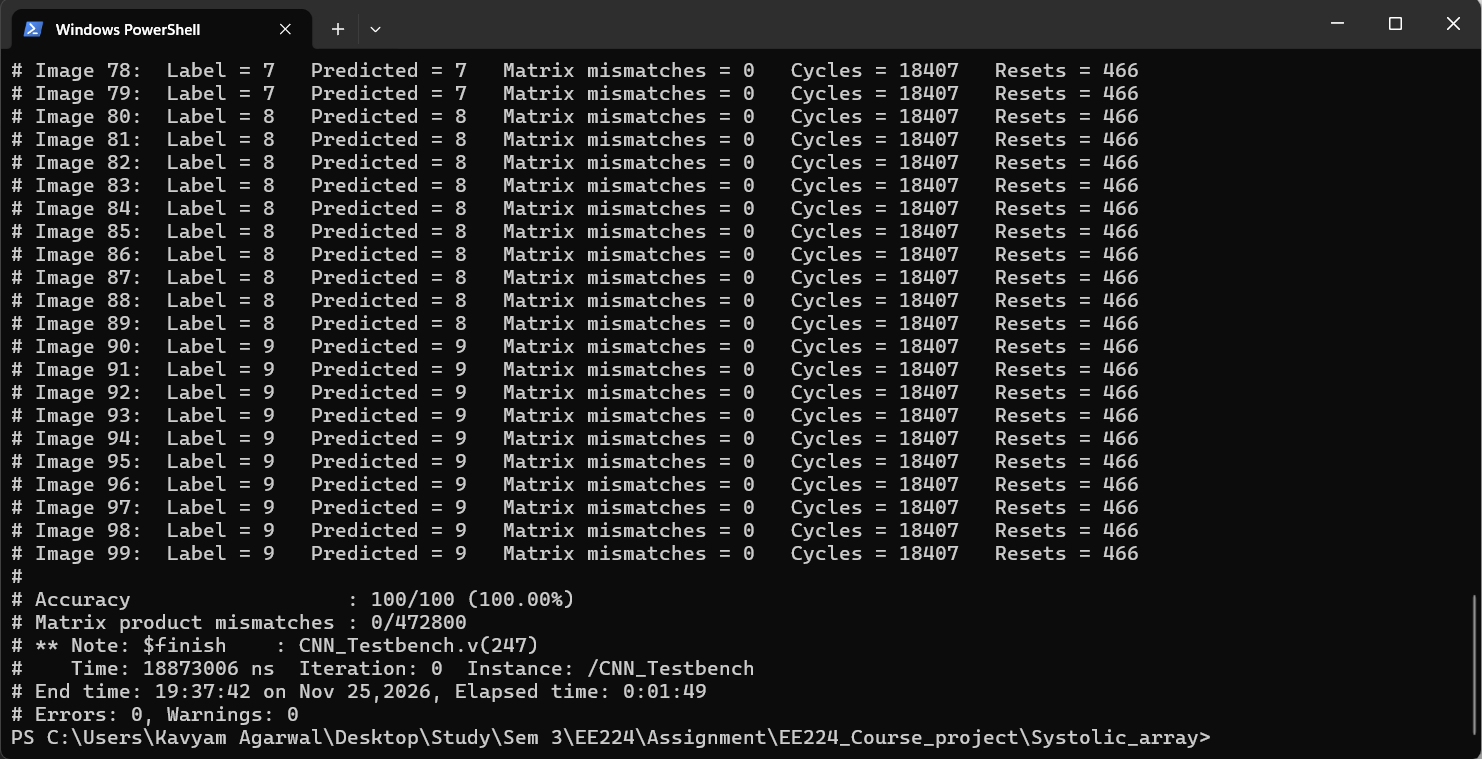 Windows PowerShell
# Image 78:  Label = 7   Predicted = 7   Matrix mismatches = 0   Cycles = 18407   Resets = 466
# Image 79:  Label = 7   Predicted = 7   Matrix mismatches = 0   Cycles = 18407   Resets = 466
# Image 80:  Label = 8   Predicted = 8   Matrix mismatches = 0   Cycles = 18407   Resets = 466
# Image 81:  Label = 8   Predicted = 8   Matrix mismatches = 0   Cycles = 18407   Resets = 466
# Image 82:  Label = 8   Predicted = 8   Matrix mismatches = 0   Cycles = 18407   Resets = 466
# Image 83:  Label = 8   Predicted = 8   Matrix mismatches = 0   Cycles = 18407   Resets = 466
# Image 84:  Label = 8   Predicted = 8   Matrix mismatches = 0   Cycles = 18407   Resets = 466
# Image 85:  Label = 8   Predicted = 8   Matrix mismatches = 0   Cycles = 18407   Resets = 466
# Image 86:  Label = 8   Predicted = 8   Matrix mismatches = 0   Cycles = 18407   Resets = 466
# Image 87:  Label = 8   Predicted = 8   Matrix mismatches = 0   Cycles = 18407   Resets = 466
# Image 88:  Label = 8   Predicted = 8   Matrix mismatches = 0   Cycles = 18407   Resets = 466
# Image 89:  Label = 8   Predicted = 8   Matrix mismatches = 0   Cycles = 18407   Resets = 466
# Image 90:  Label = 9   Predicted = 9   Matrix mismatches = 0   Cycles = 18407   Resets = 466
# Image 91:  Label = 9   Predicted = 9   Matrix mismatches = 0   Cycles = 18407   Resets = 466
# Image 92:  Label = 9   Predicted = 9   Matrix mismatches = 0   Cycles = 18407   Resets = 466
# Image 93:  Label = 9   Predicted = 9   Matrix mismatches = 0   Cycles = 18407   Resets = 466
# Image 94:  Label = 9   Predicted = 9   Matrix mismatches = 0   Cycles = 18407   Resets = 466
# Image 95:  Label = 9   Predicted = 9   Matrix mismatches = 0   Cycles = 18407   Resets = 466
# Image 96:  Label = 9   Predicted = 9   Matrix mismatches = 0   Cycles = 18407   Resets = 466
# Image 97:  Label = 9   Predicted = 9   Matrix mismatches = 0   Cycles = 18407   Resets = 466
# Image 98:  Label = 9   Predicted = 9   Matrix mismatches = 0   Cycles = 18407   Resets = 466
# Image 99:  Label = 9   Predicted = 9   Matrix mismatches = 0   Cycles = 18407   Resets = 466
#
# Accuracy                  : 100/100 (100.00%)
# Matrix product mismatches : 0/472800
# ** Note: $finish    : CNN_Testbench.v(247)
#    Time: 18873006 ns  Iteration: 0  Instance: /CNN_Testbench
# End time: 19:37:42 on Nov 25,2026, Elapsed time: 0:01:49
# Errors: 0, Warnings: 0
PS C:\Users\Kavyam Agarwal\Desktop\Study\Sem 3\EE224\Assignment\EE224_Course_project\Systolic_array>